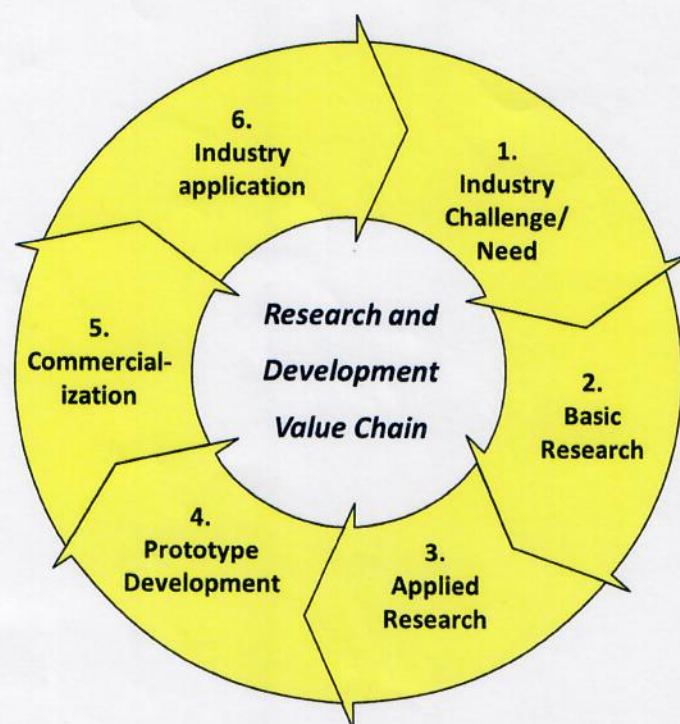 1.
Industry
Challenge/
Need
2.
Basic
Research
3.
Applied
Research
4.
Prototype
Development
5.
Commercial-
ization
6.
Industry
application
Research and
Development
Value Chain